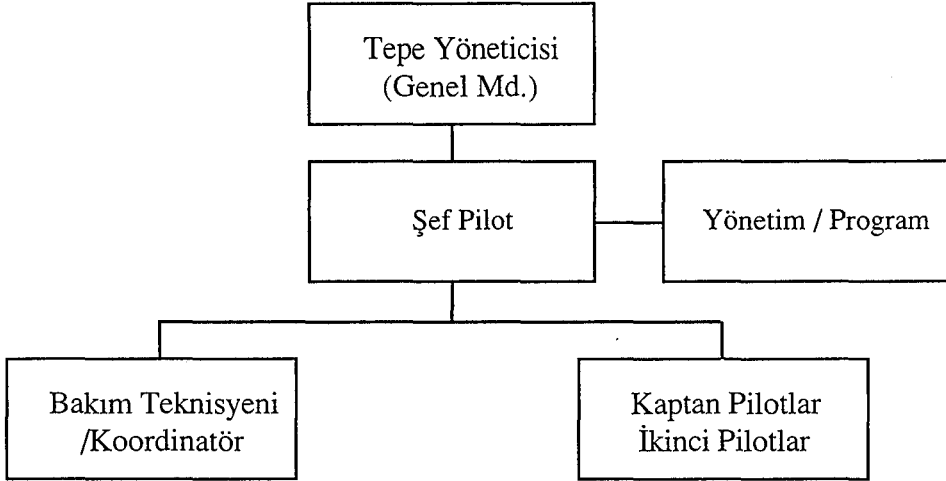 Tepe Yöneticisi
(Genel Md.)
Şef Pilot
Yönetim / Program
Bakım Teknisyeni
/Koordinatör
Kaptan Pilotlar
İkinci Pilotlar